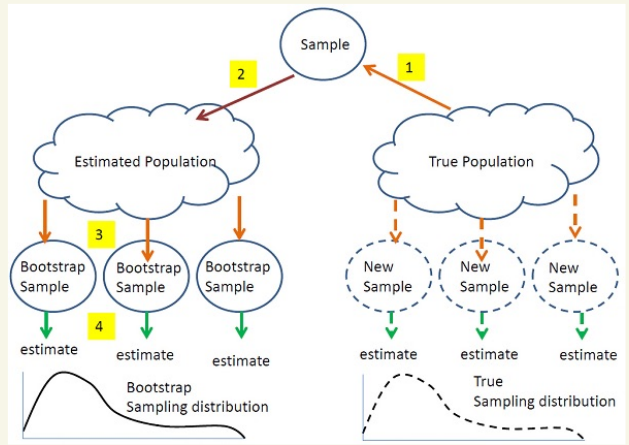 Sample
2
1
Estimated Population
True Population
3
Bootstrap
Sample
Bootstrap
Sample
Bootstrap
Sample
New
Sample
New
Sample
New
Sample
4
estimate
estimate
estimate
estimate
estimate
estimate
Bootstrap
Sampling distribution
True
Sampling distribution